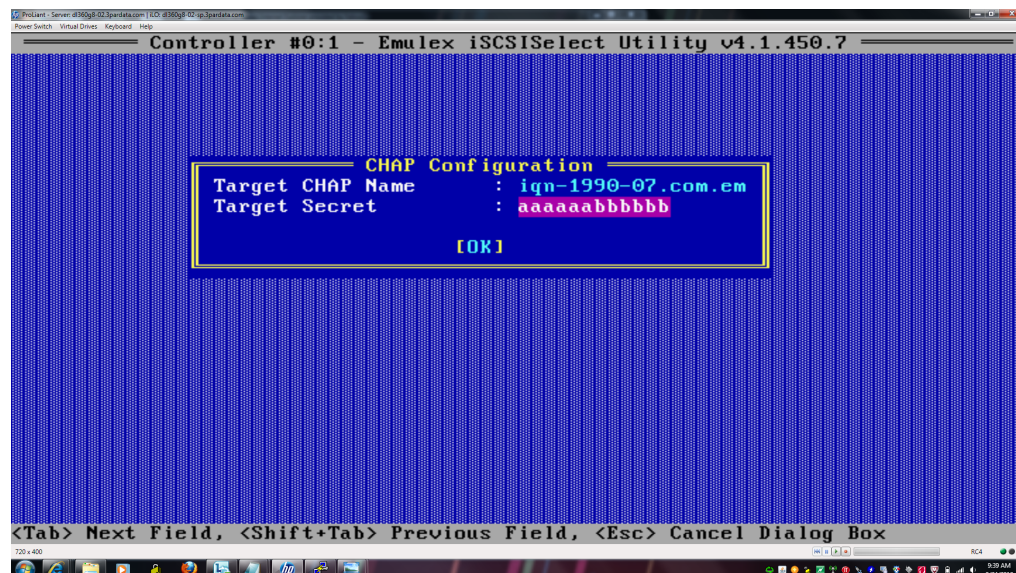 ProLiant - Server: dl360g8-02.3pardata.com | iLO: dl360g8-02-sp.3pardata.com
Power Switch Virtual Drives Keyboard Help
Controller #0:1 - Emulex iSCSISelect Utility v4.1.450.7
CHAP Configuration
Target CHAP Name : iqn-1990-07.com.em
Target Secret : aaaaaabbbbbb
[OK]
<Tab> Next Field, <Shift+Tab> Previous Field, <Esc> Cancel Dialog Box
720 x 400 RC4
hp
9:39 AM